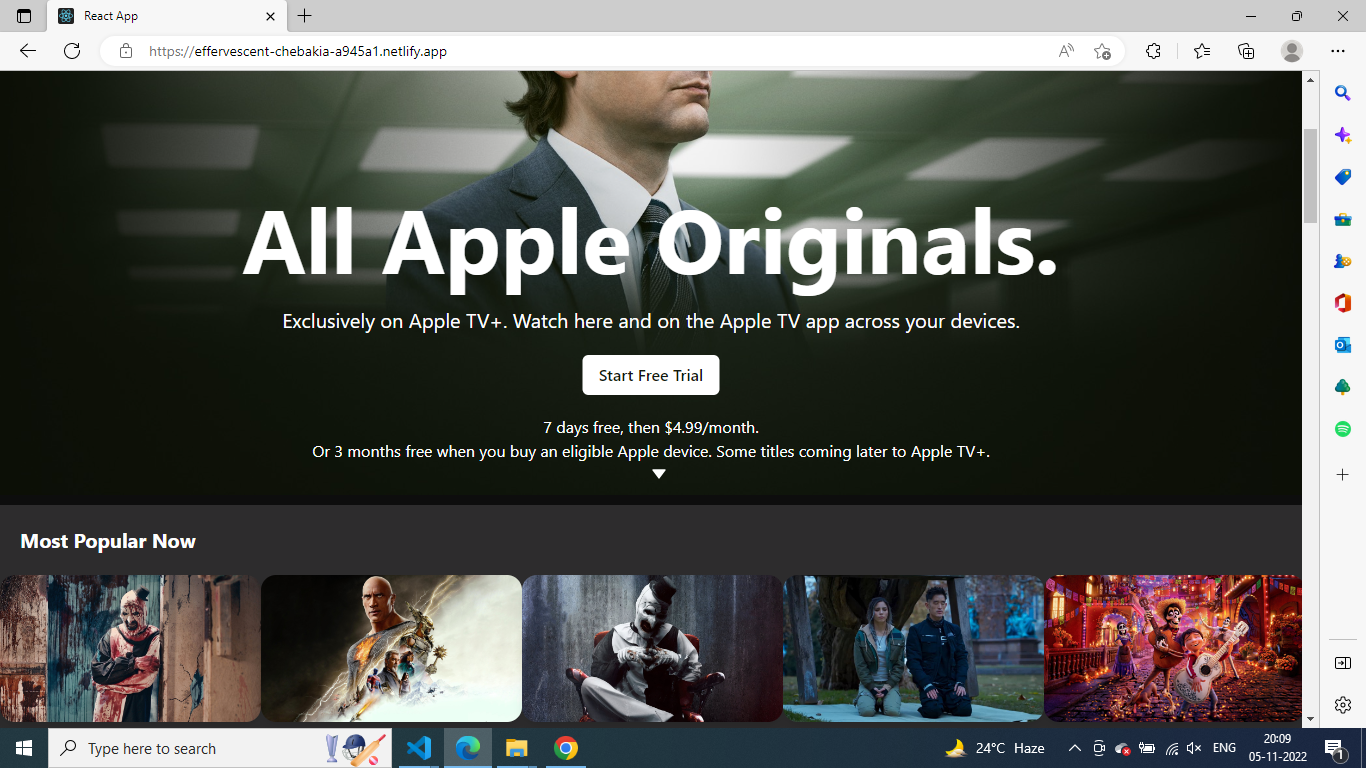 React App
https://effervescent-chebakia-a945a1.netlify.app
All Apple Originals.
Exclusively on Apple TV+. Watch here and on the Apple TV app across your devices.
Start Free Trial
7 days free, then $4.99/month.
Or 3 months free when you buy an eligible Apple device. Some titles coming later to Apple TV+.
Most Popular Now
Type here to search
24°C Haze
ENG
20:09
05-11-2022
1